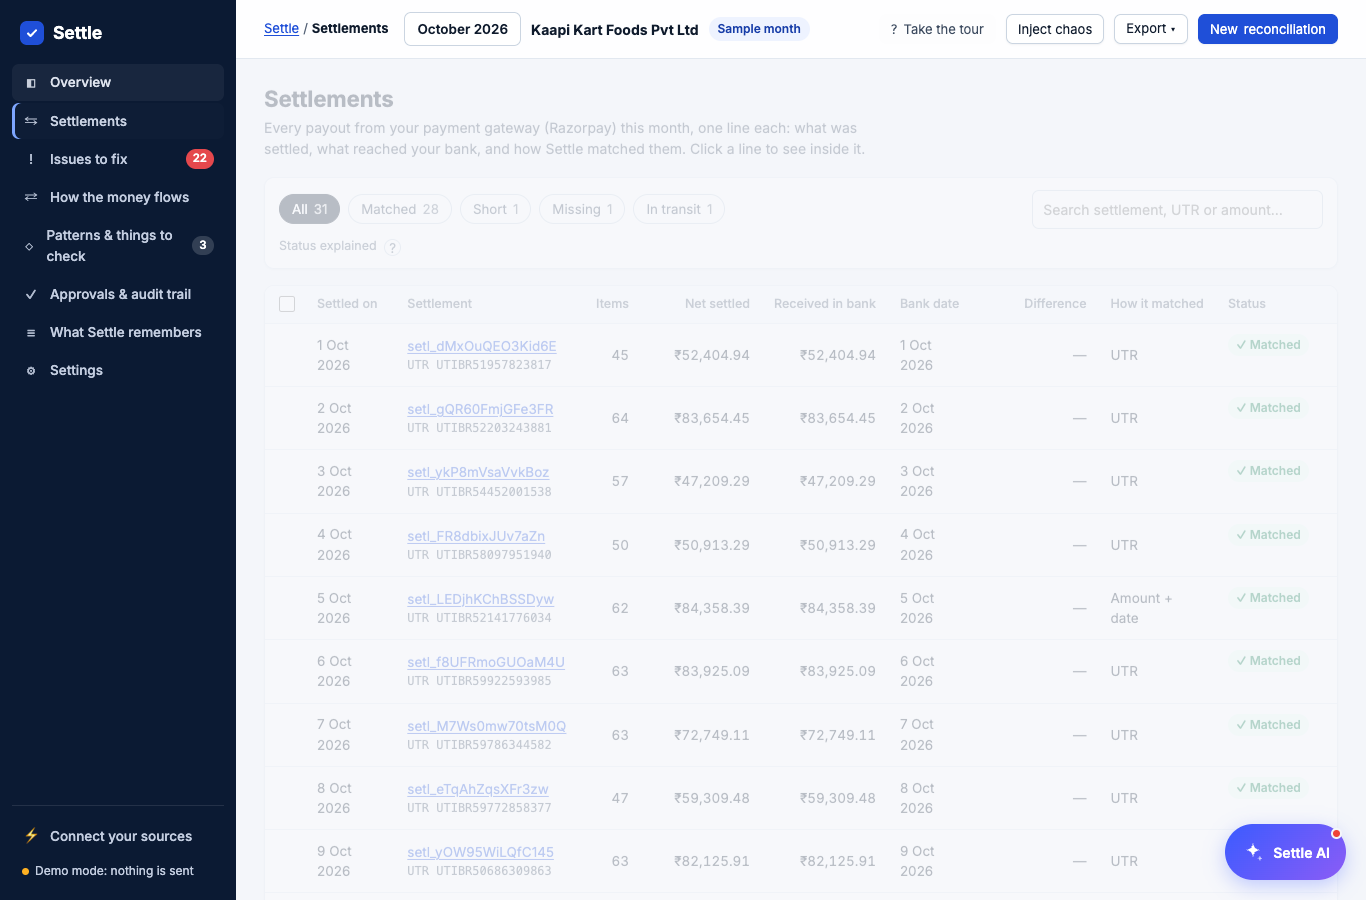 Settle
Overview
Settlements
Issues to fix 22
How the money flows
Patterns & things to check 3
Approvals & audit trail
What Settle remembers
Settings
Connect your sources
Demo mode: nothing is sent
Settle / Settlements October 2026 Kaapi Kart Foods Pvt Ltd Sample month ? Take the tour Inject chaos Export New reconciliation
Settlements
Every payout from your payment gateway (Razorpay) this month, one line each: what was
settled, what reached your bank, and how Settle matched them. Click a line to see inside it.
All 31 Matched 28 Short 1 Missing 1 In transit 1 Search settlement, UTR or amount...
Status explained ?
Settled on Settlement Items Net settled Received in bank Bank date Difference How it matched Status
1 Oct 2026 setl_dMxOuQEO3Kid6E UTR UTIBR51957823817 45 ₹52,404.94 ₹52,404.94 1 Oct 2026 — UTR ✓ Matched
2 Oct 2026 setl_gQR60FmjGFe3FR UTR UTIBR52203243881 64 ₹83,654.45 ₹83,654.45 2 Oct 2026 — UTR ✓ Matched
3 Oct 2026 setl_ykP8mVsaVvkBoz UTR UTIBR54452001538 57 ₹47,209.29 ₹47,209.29 3 Oct 2026 — UTR ✓ Matched
4 Oct 2026 setl_FR8dbixJUv7aZn UTR UTIBR58097951940 50 ₹50,913.29 ₹50,913.29 4 Oct 2026 — UTR ✓ Matched
5 Oct 2026 setl_LEDjhKChBSSDyw UTR UTIBR52141776034 62 ₹84,358.39 ₹84,358.39 5 Oct 2026 — Amount + date ✓ Matched
6 Oct 2026 setl_f8UFRmoGUOaM4U UTR UTIBR59922593985 63 ₹83,925.09 ₹83,925.09 6 Oct 2026 — UTR ✓ Matched
7 Oct 2026 setl_M7Ws0mw70tsM0Q UTR UTIBR59786344582 63 ₹72,749.11 ₹72,749.11 7 Oct 2026 — UTR ✓ Matched
8 Oct 2026 setl_eTqAhZqsXFr3zw UTR UTIBR59772858377 47 ₹59,309.48 ₹59,309.48 8 Oct 2026 — UTR ✓ Matched
9 Oct 2026 setl_yOW95WiLQfC145 UTR UTIBR50686309863 63 ₹82,125.91 ₹82,125.91 9 Oct 2026 — UTR
Settle AI